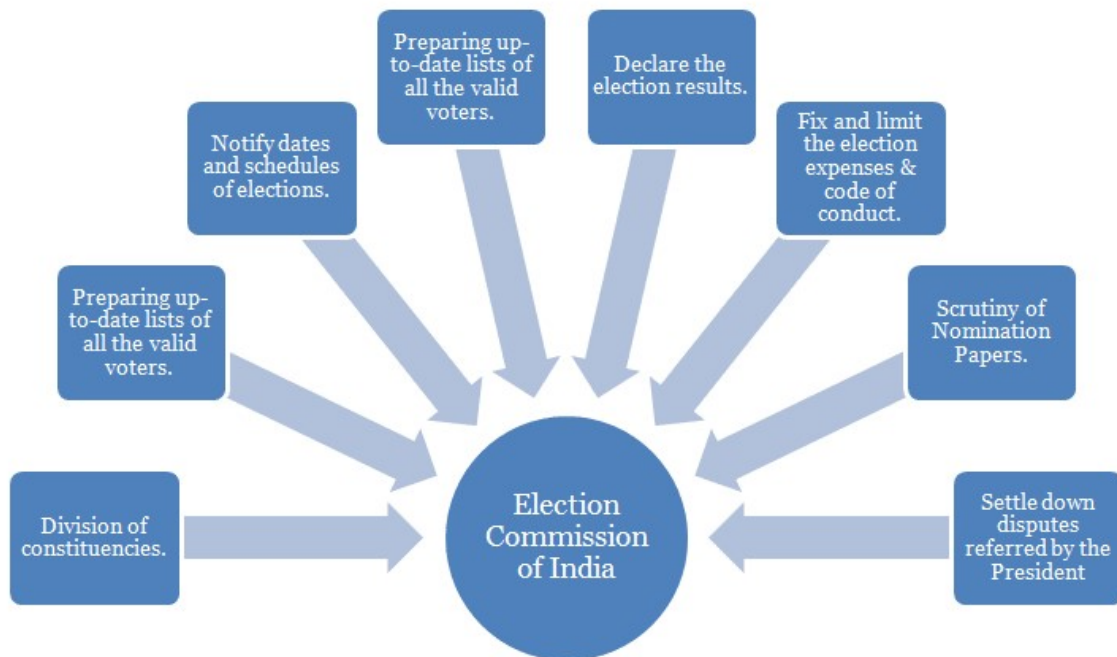 Division of
constituencies.
Preparing up-
to-date lists of
all the valid
voters.
Notify dates
and schedules
of elections.
Preparing up-
to-date lists of
all the valid
voters.
Declare the
election results.
Fix and limit
the election
expenses &
code of
conduct.
Scrutiny of
Nomination
Papers.
Settle down
disputes
referred by the
President
Election
Commission
of India